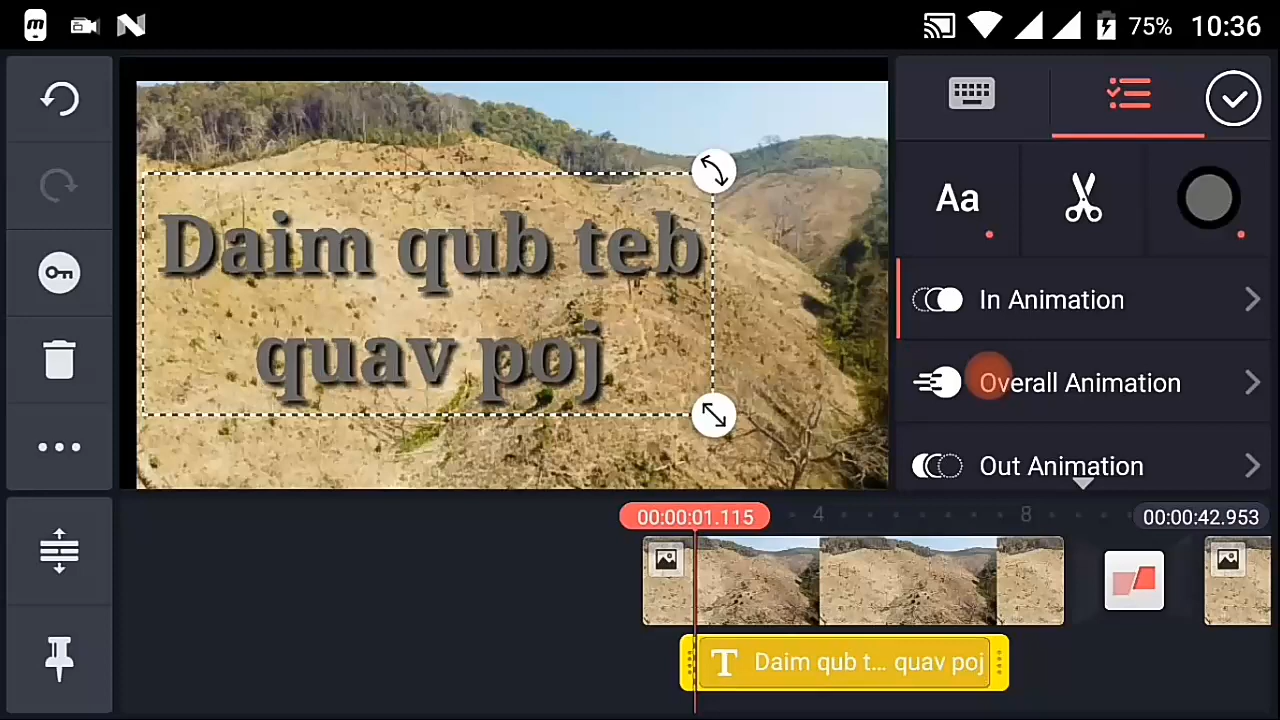 75% 10:36
Daim qub teb
quav poj
Aa
In Animation
Overall Animation
Out Animation
00:00:01.115
4
8
00:00:42.953
T Daim qub t... quav poj